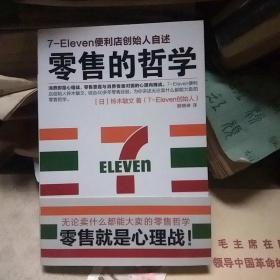 7-Eleven便利店创始人自述
零售的哲学
[日] 铃木敏文 著 (7-Eleven创始人)
ELEVEN
无论卖什么都能大卖的零售哲学
零售就是心理战!
毛主席在
领导中国革命的